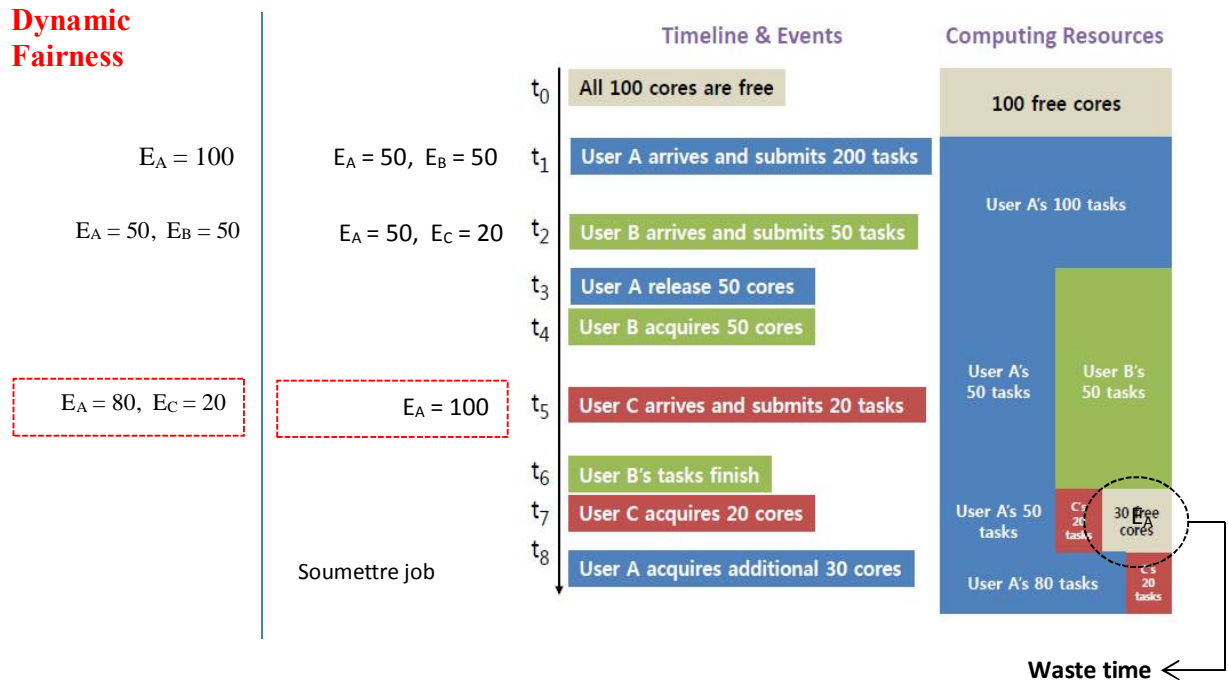 Dynamic
Fairness
Timeline & Events
Computing Resources
t0
All 100 cores are free
100 free cores
EA = 100
EA = 50, EB = 50
t1
User A arrives and submits 200 tasks
User A's 100 tasks
EA = 50, EB = 50
EA = 50, EC = 20
t2
User B arrives and submits 50 tasks
t3
User A release 50 cores
t4
User B acquires 50 cores
User A's
50 tasks
User B's
50 tasks
EA = 80, EC = 20
EA = 100
t5
User C arrives and submits 20 tasks
t6
User B's tasks finish
t7
User C acquires 20 cores
User A's 50
tasks
C's
20
tasks
30 free
cores
EA
t8
Soumettre job
User A acquires additional 30 cores
User A's 80 tasks
C's
20
tasks
Waste time